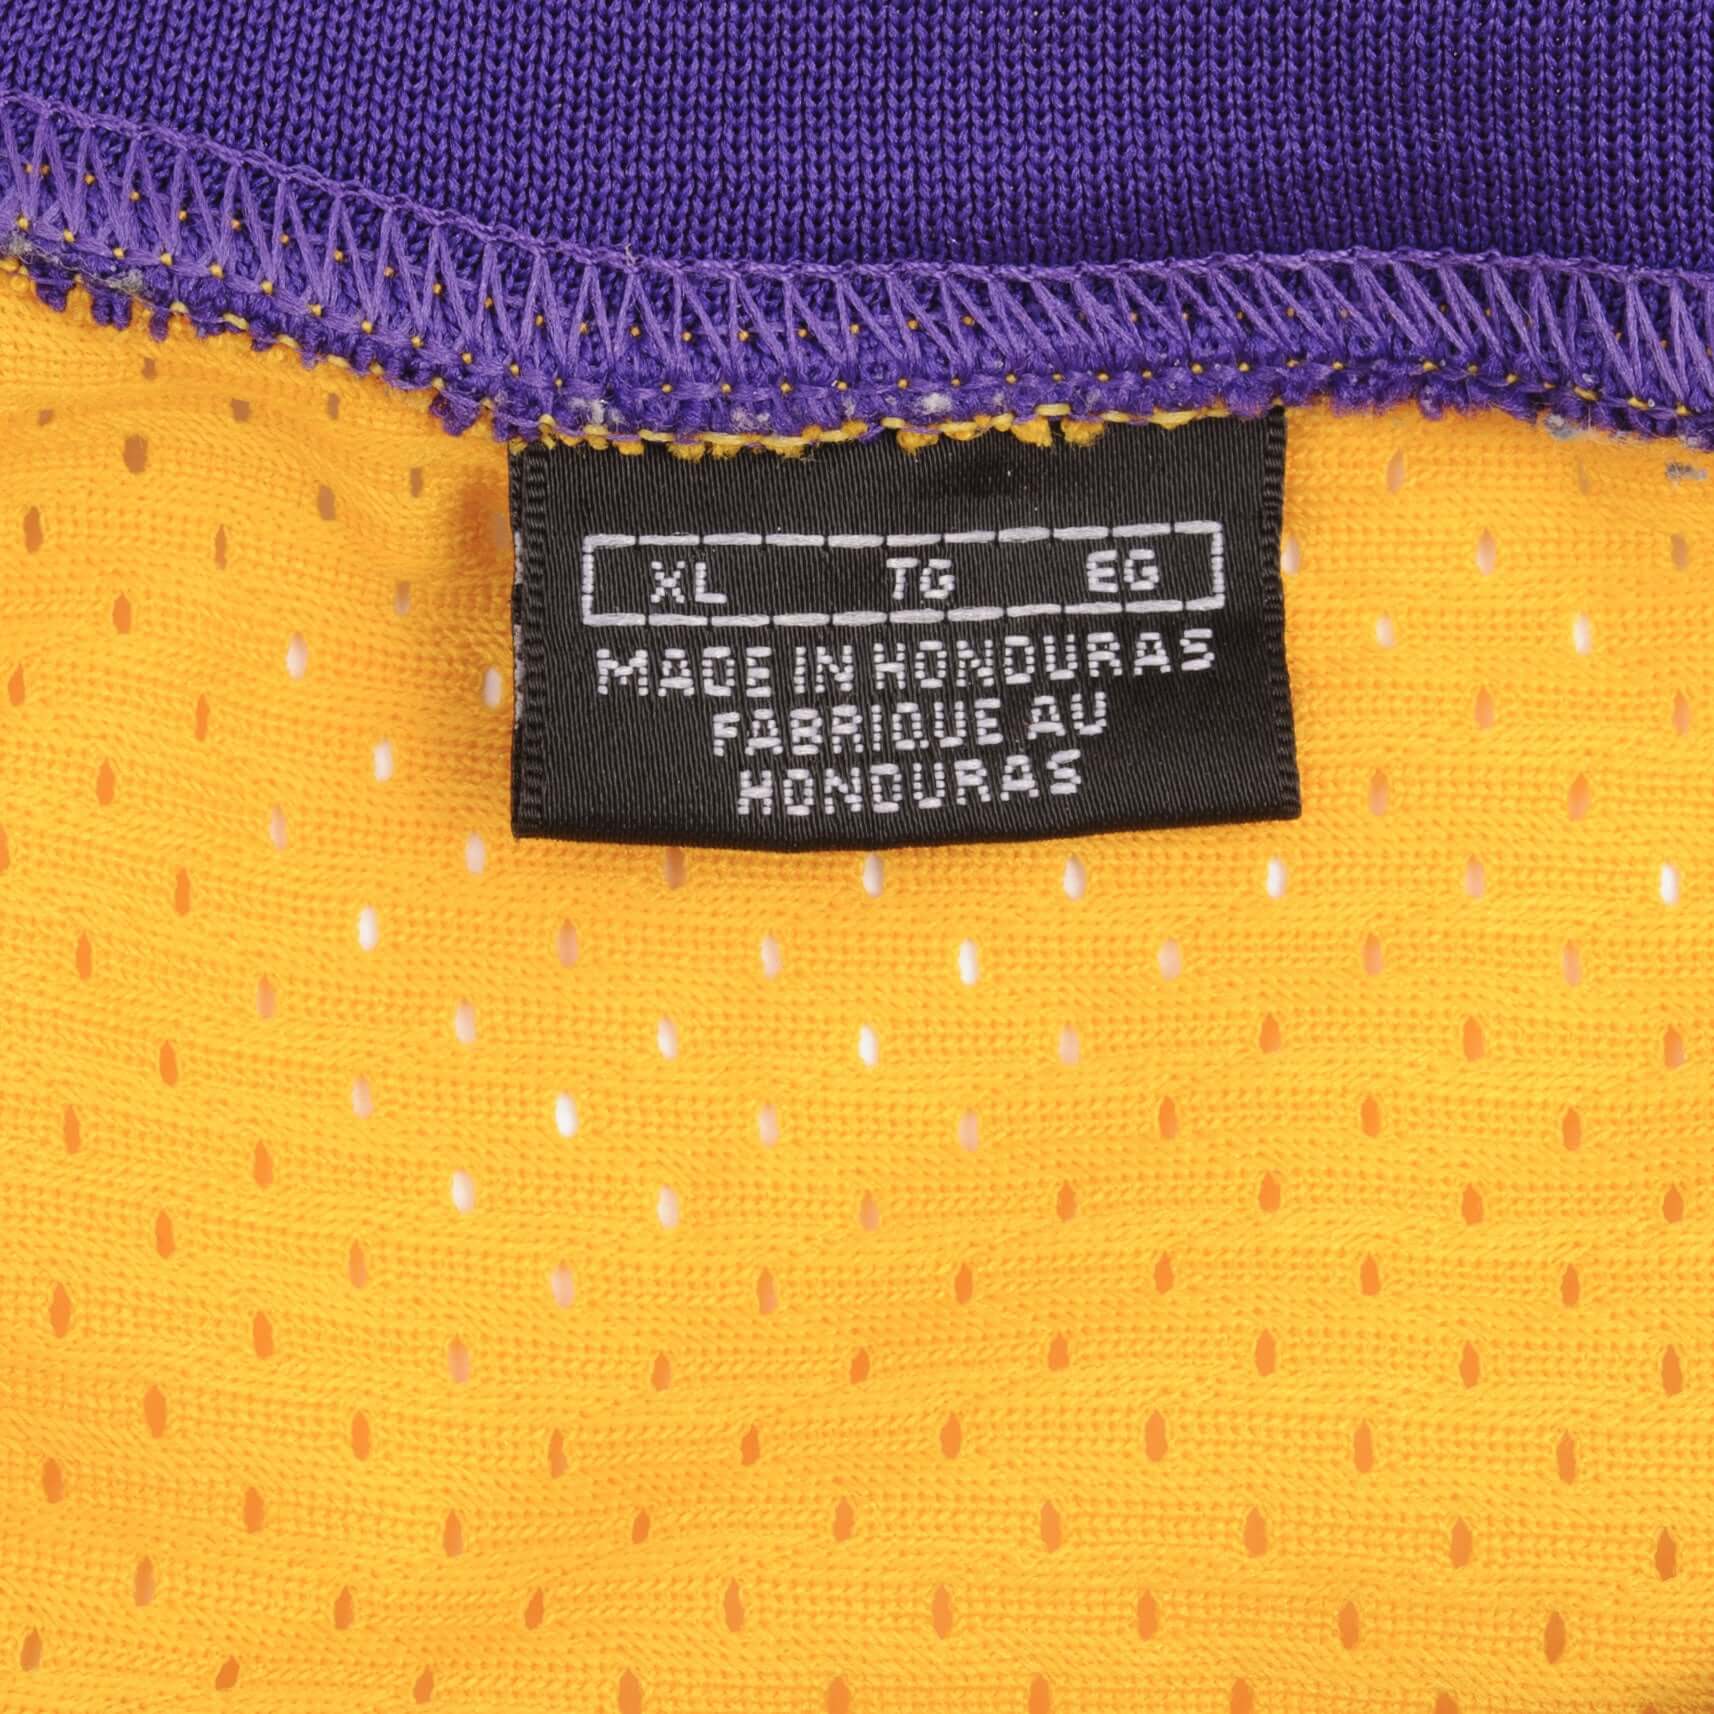 XL TG EG
MADE IN HONDURAS
FABRIQUE AU
HONDURAS